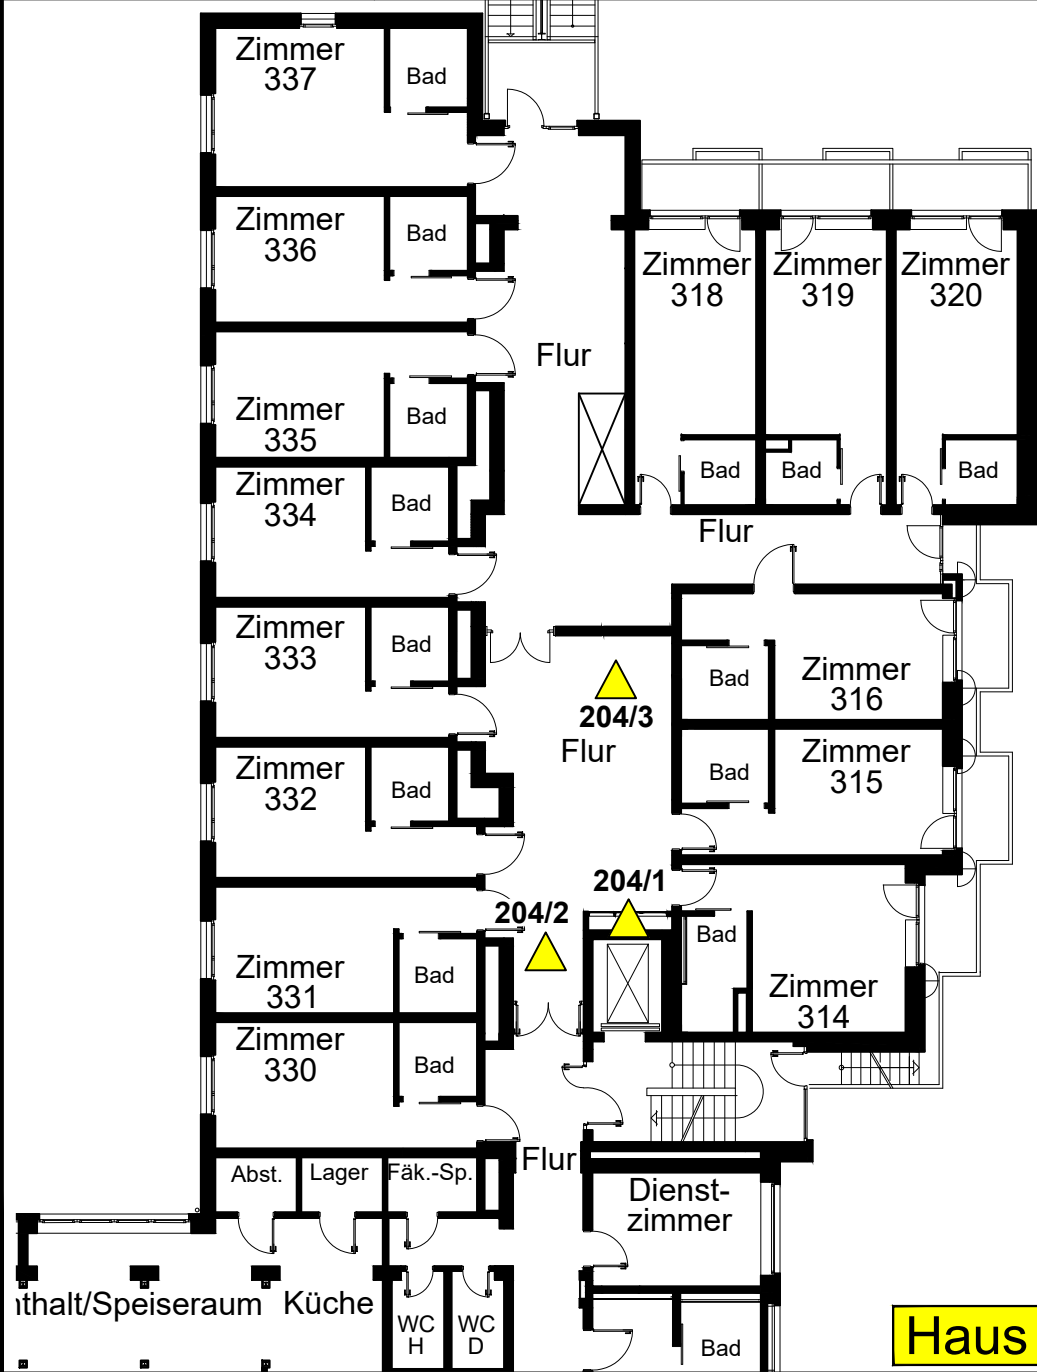 Zimmer
337
Bad
Zimmer
336
Bad
Zimmer
318
Zimmer
319
Zimmer
320
Flur
Zimmer
335
Bad
Bad
Bad
Bad
Zimmer
334
Bad
Flur
Zimmer
333
Bad
Zimmer
316
Bad
204/3
Flur
Zimmer
315
Bad
Zimmer
332
Bad
204/1
204/2
Bad
Zimmer
331
Bad
Zimmer
314
Zimmer
330
Bad
Flur
Abst.
Lager
Fäk.-Sp.
Dienst-
zimmer
thalt/Speiseraum
Küche
WC
H
WC
D
Bad
Haus